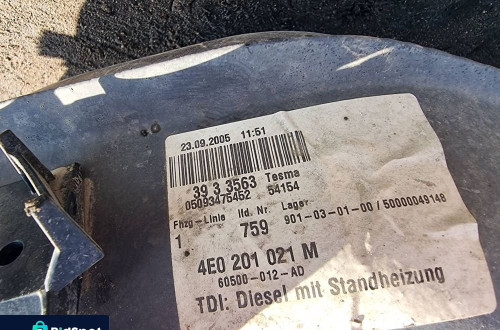 23.09.2005 11:51
39 3 3563 Tesma
05093475452 54154
Fhzg-Linie lfd. Nr. Lager
1 759 901-03-01-00 / 50000049148
4E0 201 021 M
60500-012-AD
TDI: Diesel mit Standheizung
BidSpot